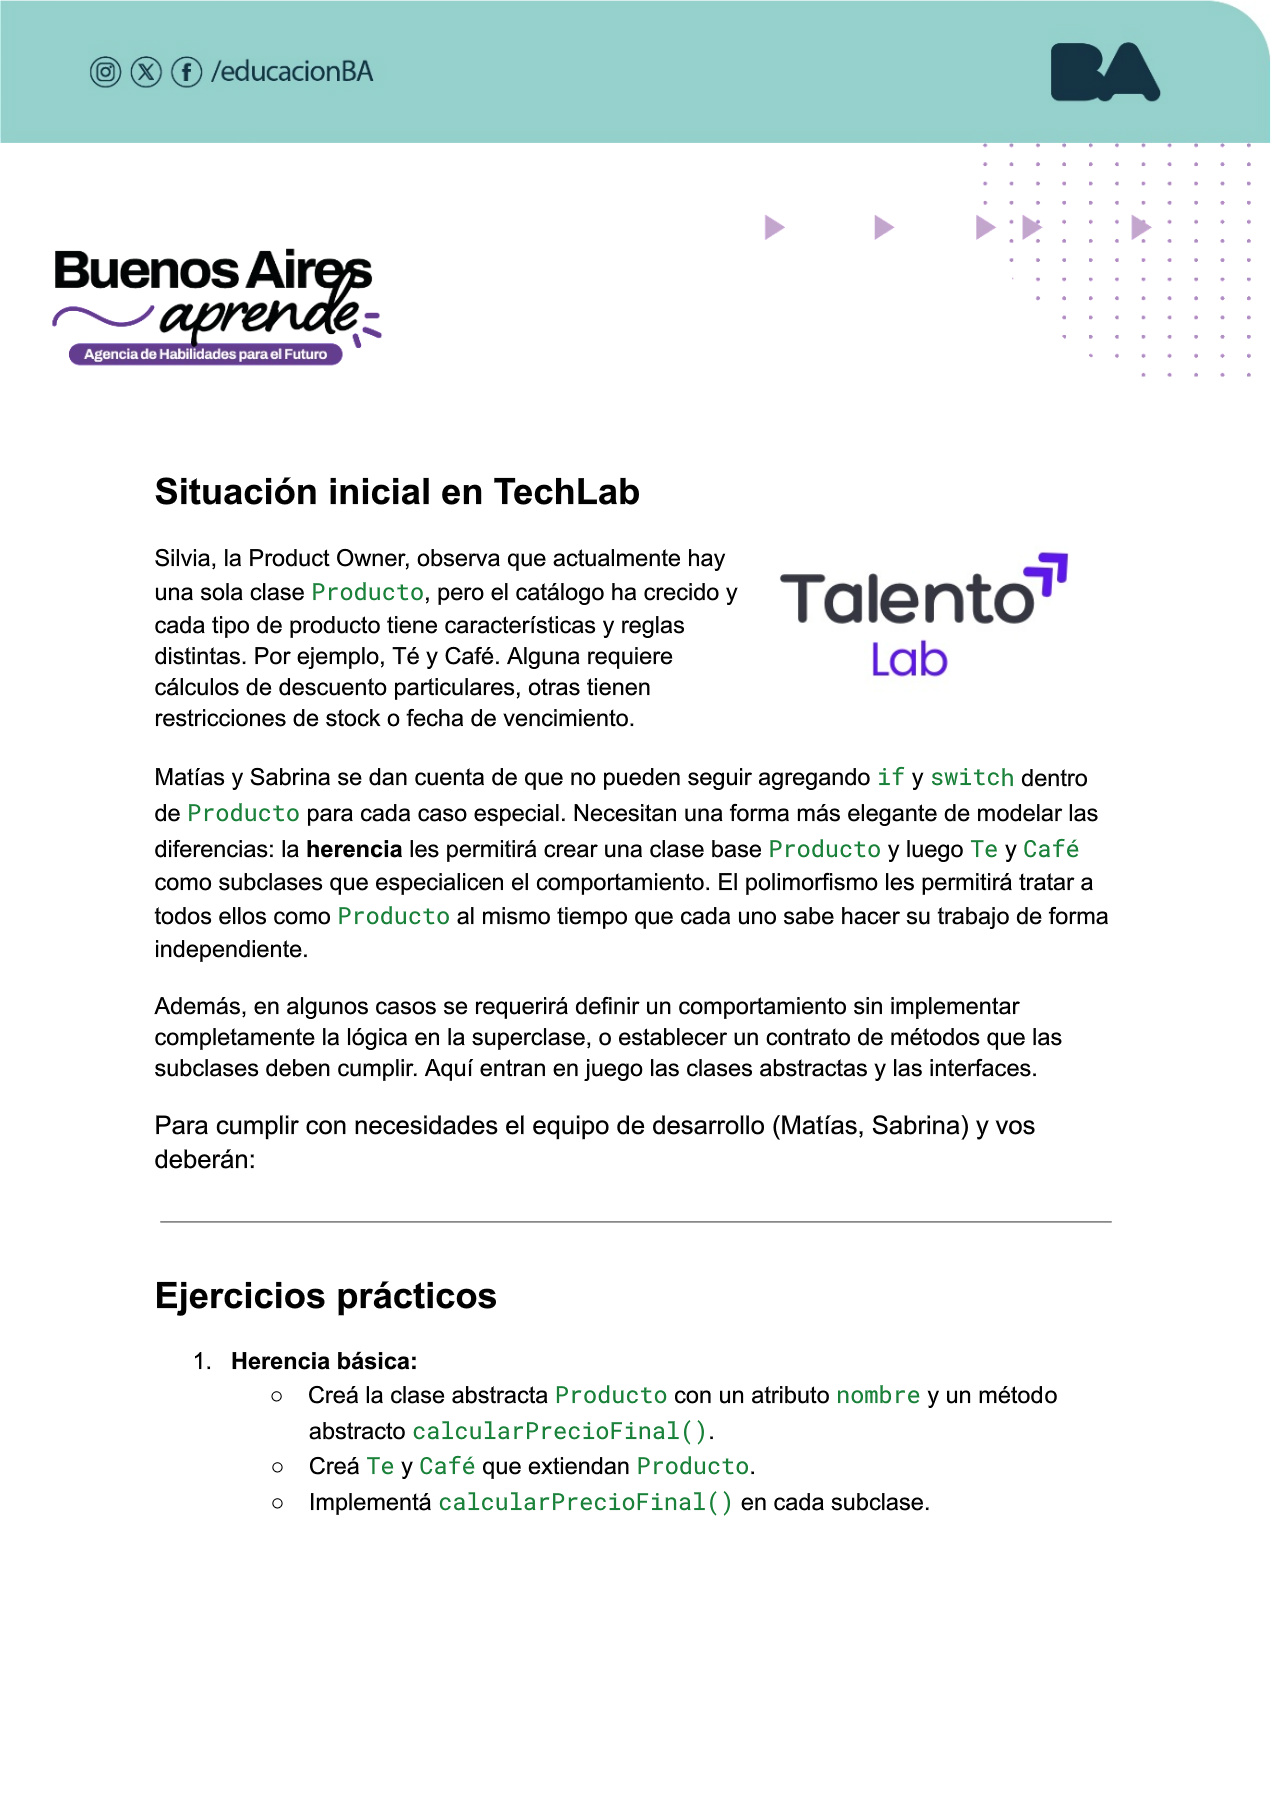 /educacionBA
BA
Buenos Aires
aprende
Agencia de Habilidades para el Futuro
Situación inicial en TechLab
Silvia, la Product Owner, observa que actualmente hay
una sola clase Producto, pero el catálogo ha crecido y
cada tipo de producto tiene características y reglas
distintas. Por ejemplo, Té y Café. Alguna requiere
cálculos de descuento particulares, otras tienen
restricciones de stock o fecha de vencimiento.
Talento
Lab
Matías y Sabrina se dan cuenta de que no pueden seguir agregando if y switch dentro
de Producto para cada caso especial. Necesitan una forma más elegante de modelar las
diferencias: la herencia les permitirá crear una clase base Producto y luego Te y Café
como subclases que especialicen el comportamiento. El polimorfismo les permitirá tratar a
todos ellos como Producto al mismo tiempo que cada uno sabe hacer su trabajo de forma
independiente.
Además, en algunos casos se requerirá definir un comportamiento sin implementar
completamente la lógica en la superclase, o establecer un contrato de métodos que las
subclases deben cumplir. Aquí entran en juego las clases abstractas y las interfaces.
Para cumplir con necesidades el equipo de desarrollo (Matías, Sabrina) y vos
deberán:
Ejercicios prácticos
1. Herencia básica:
○ Creá la clase abstracta Producto con un atributo nombre y un método
abstracto calcularPrecioFinal().
○ Creá Te y Café que extiendan Producto.
○ Implementá calcularPrecioFinal() en cada subclase.